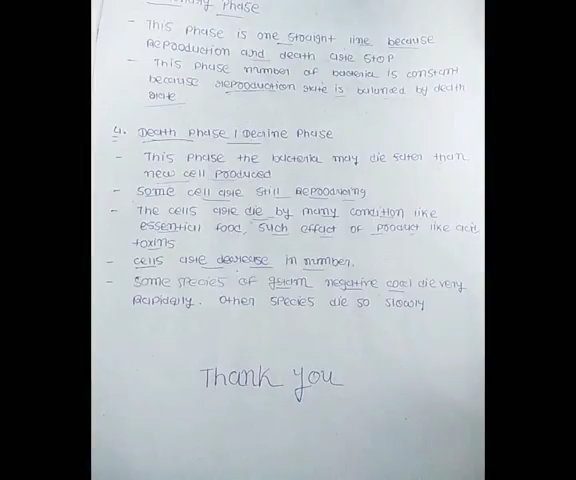 Phase
- This Phase is one straight line because
Reproduction and death are stop
- This phase number of bacteria is constant
because reproduction rate is balanced by death
rate
4. Death phase / Decline Phase
- This Phase the bacteria may die than
new cell produced
- Some cell are still Reproducing
- The cells are die by many condition like
essential food, such effect of product like acid
toxins
- cells are decrease in number.
- Some species of gram negative die very
Rapidally. Other species die so slowly
Thank you